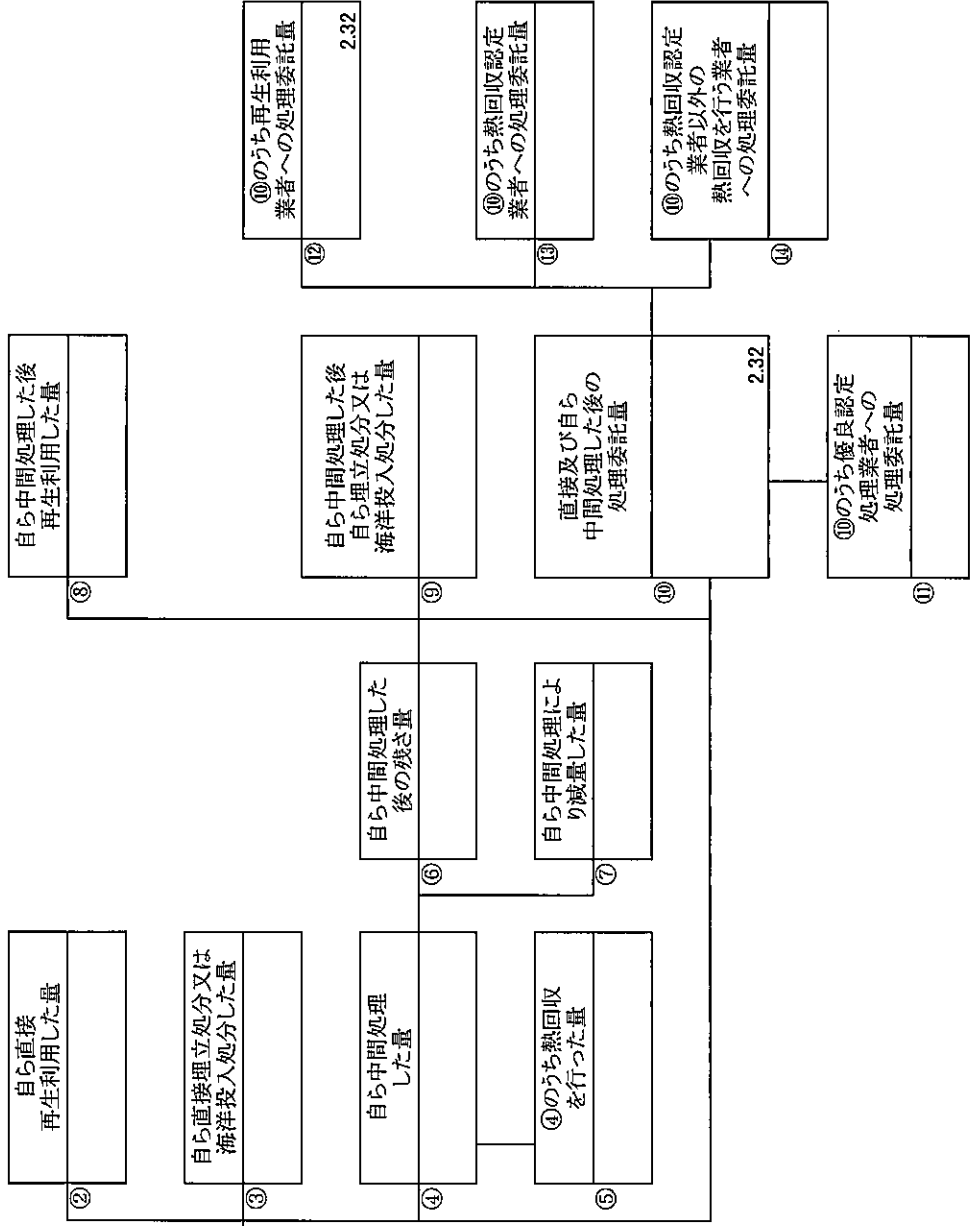 ②
自ら直接
再生利用した量
③
自ら直接埋立処分又は
海洋投入処分した量
④
自ら中間処理
した量
⑤
④のうち熱回収
を行った量
⑥
自ら中間処理した
後の残さ量
⑦
自ら中間処理によ
り減量した量
⑧
自ら中間処理した後
再生利用した量
⑨
自ら中間処理した後
自ら埋立処分又は
海洋投入処分した量
⑩
直接及び自ら
中間処理した後の
処理委託量
2.32
⑪
⑩のうち優良認定
処理業者への
処理委託量
⑫
⑩のうち再生利用
業者への処理委託量
2.32
⑬
⑩のうち熱回収認定
業者への処理委託量
⑭
⑩のうち熱回収認定
業者以外の
熱回収を行う業者
への処理委託量